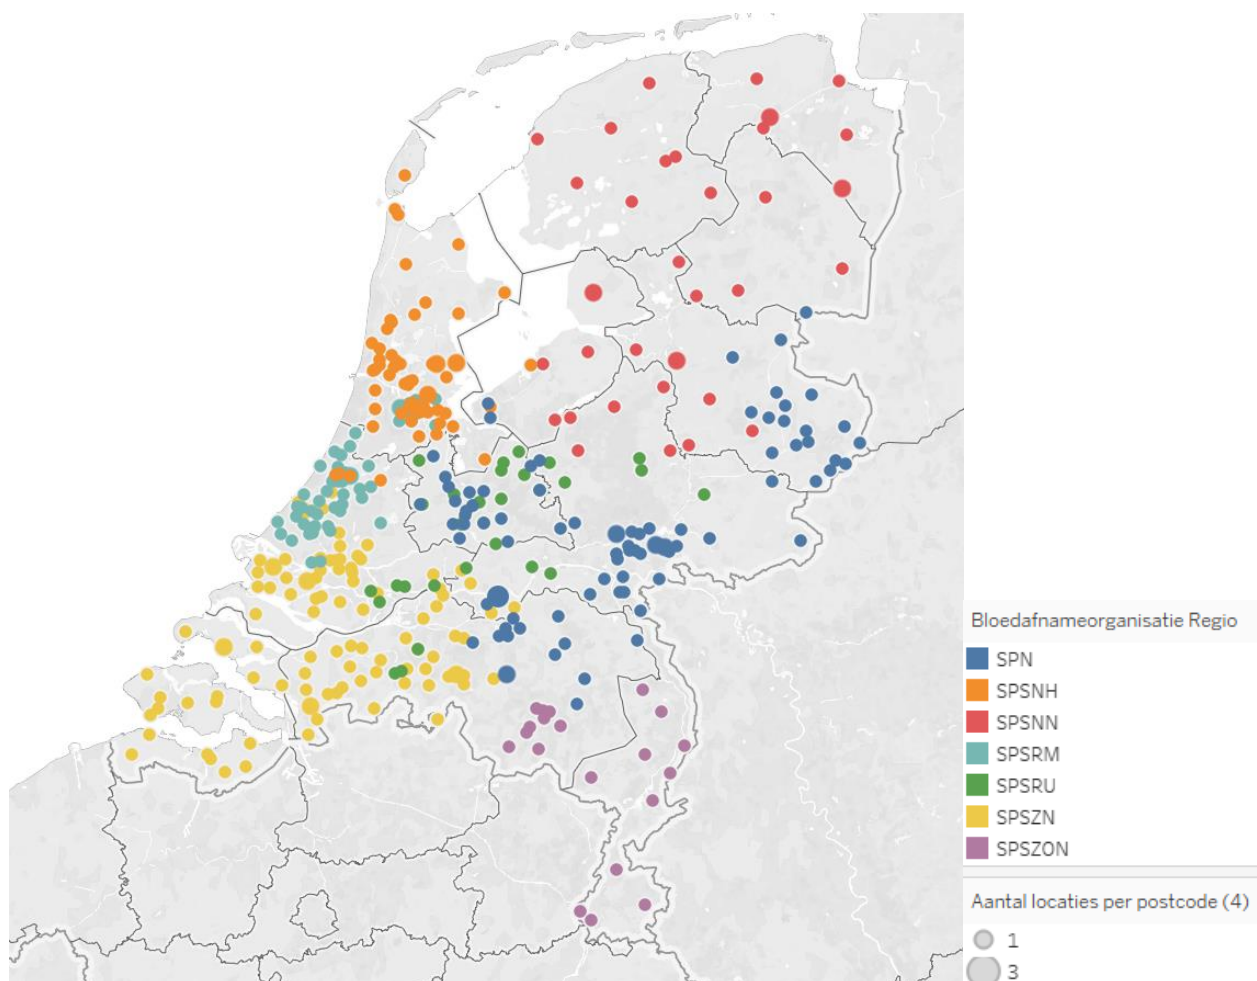 Bloedafnameorganisatie Regio
SPN
SPSNH
SPSNN
SPSRM
SPSRU
SPSZN
SPSZON
Aantal locaties per postcode (4)
1
3